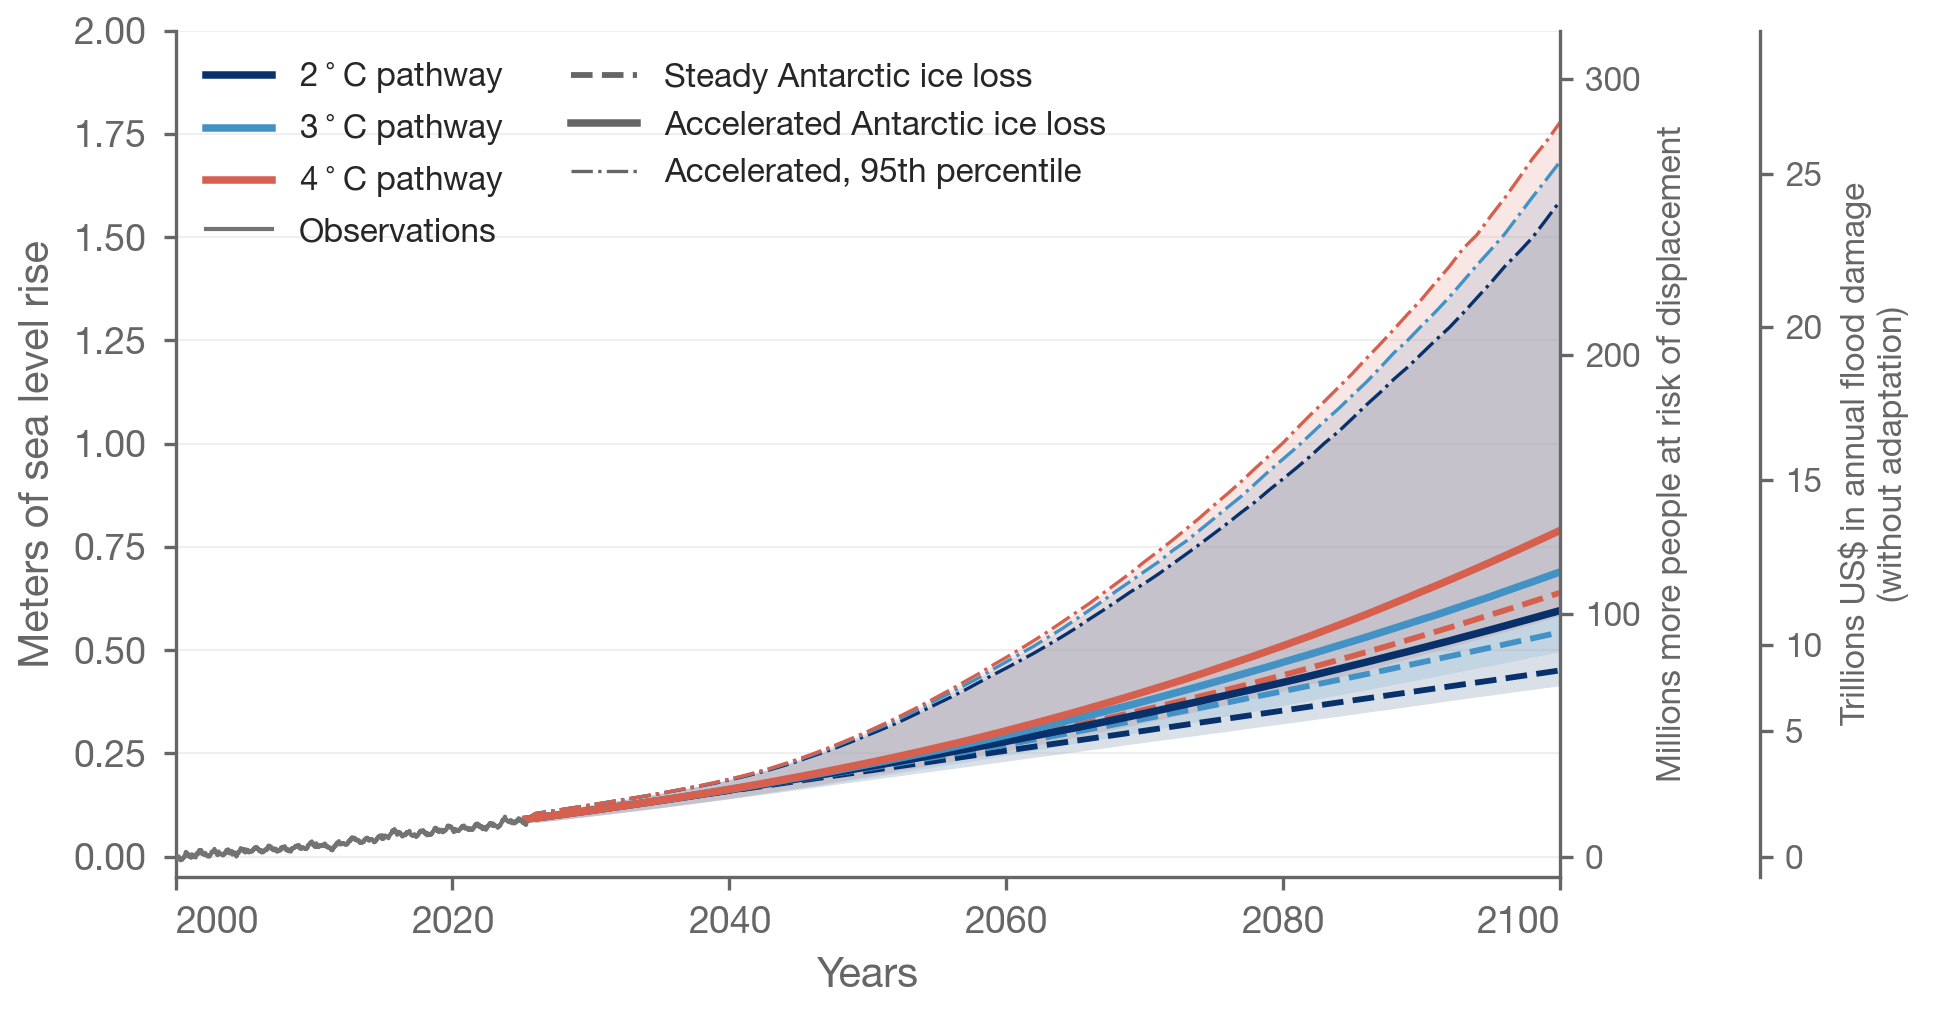 2.00
1.75
1.50
1.25
1.00
0.75
0.50
0.25
0.00
Meters of sea level rise
2°C pathway
3°C pathway
4°C pathway
Observations
Steady Antarctic ice loss
Accelerated Antarctic ice loss
Accelerated, 95th percentile
2000
2020
2040
2060
2080
2100
Years
300
200
100
0
Millions more people at risk of displacement
25
20
15
10
5
0
Trillions US$ in annual flood damage
(without adaptation)